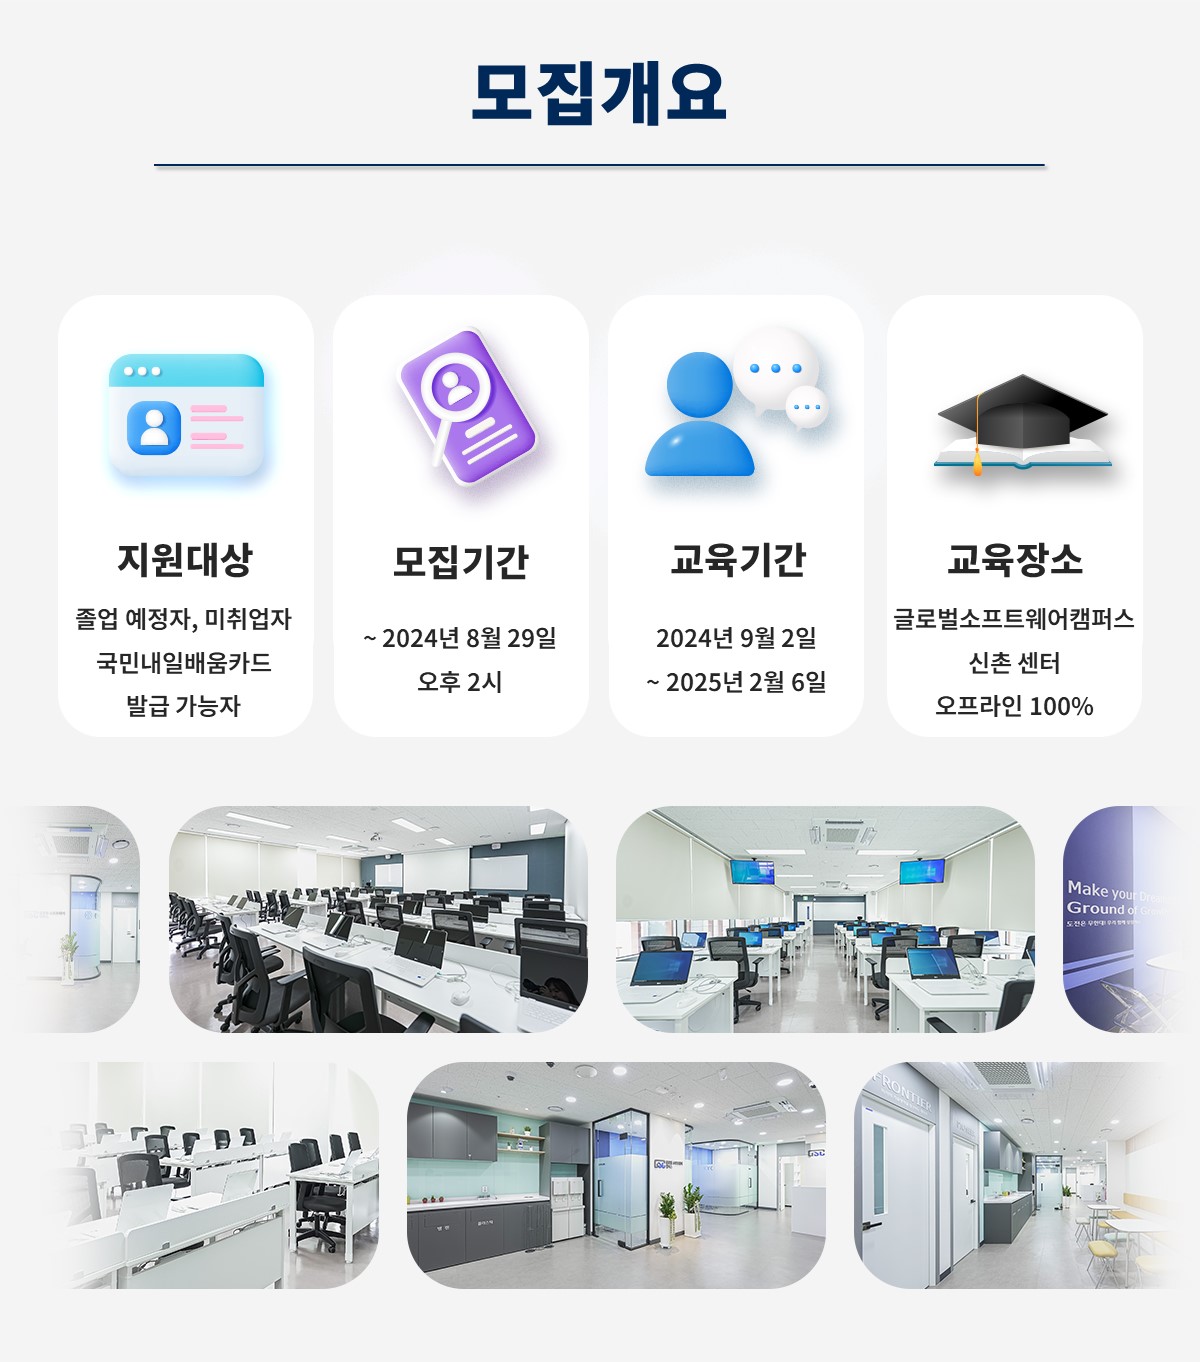 모집개요
지원대상
졸업 예정자, 미취업자
국민내일배움카드
발급 가능자
모집기간
~ 2024년 8월 29일
오후 2시
교육기간
2024년 9월 2일
~ 2025년 2월 6일
교육장소
글로벌소프트웨어캠퍼스
신촌 센터
오프라인 100%
Make your
Ground of
FRONTIER